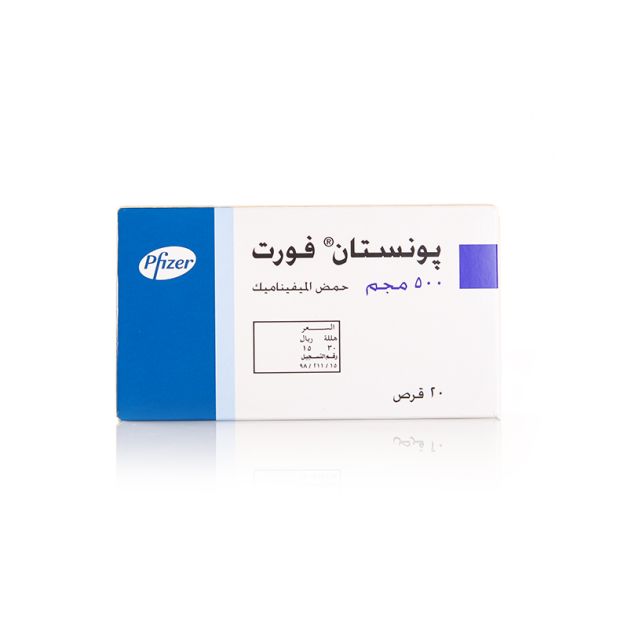 Pfizer
پونستان® فورت
٥٠٠ مجم حمض الميفيناميك
السعر
هللة ريال
٣٠ ١٥
رقم التسجيل
٩٨/٢١١/١٥
٢٠ قرص